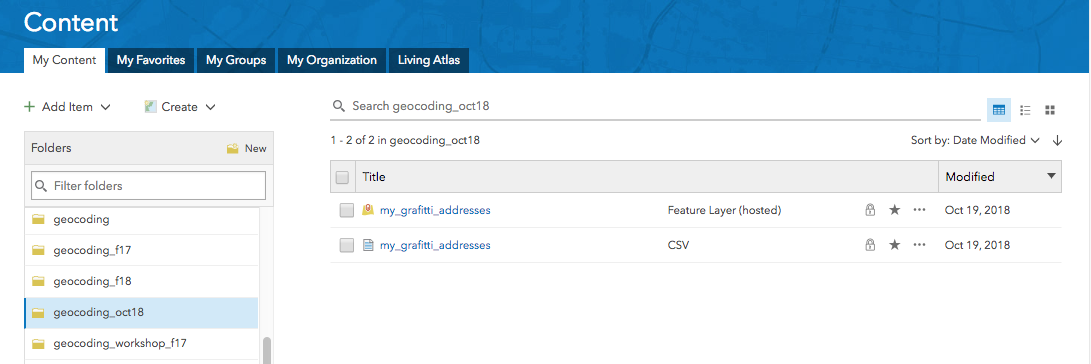 Content
My Content My Favorites My Groups My Organization Living Atlas
Add Item Create
Search geocoding_oct18
1 - 2 of 2 in geocoding_oct18 Sort by: Date Modified
Folders New
Filter folders
geocoding
geocoding_f17
geocoding_f18
geocoding_oct18
geocoding_workshop_f17
Title Modified
my_grafitti_addresses Feature Layer (hosted) Oct 19, 2018
my_grafitti_addresses CSV Oct 19, 2018